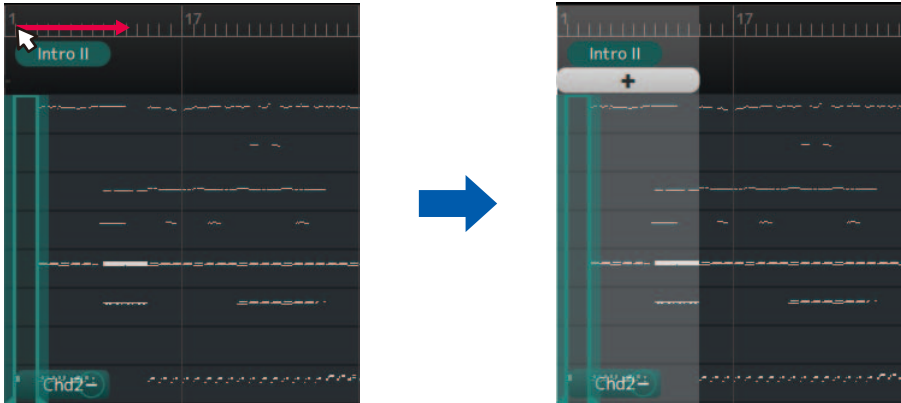 1 17
Intro II
Chd2
1 17
Intro II
+
Chd2